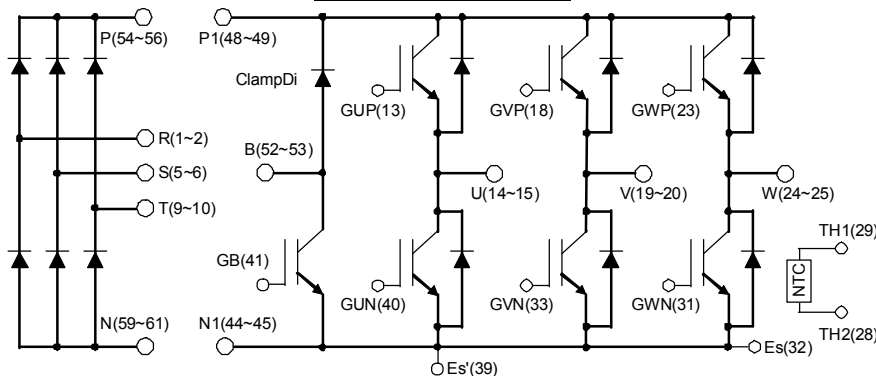 P(54~56)
P1(48~49)
ClampDi
GUP(13)
GVP(18)
GWP(23)
R(1~2)
B(52~53)
S(5~6)
U(14~15)
V(19~20)
W(24~25)
T(9~10)
TH1(29)
GB(41)
NTC
GUN(40)
GVN(33)
GWN(31)
N(59~61)
N1(44~45)
TH2(28)
Es(32)
Es'(39)